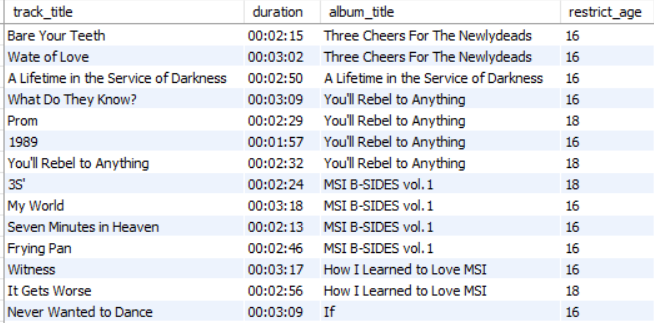 track_title duration album_title restrict_age
Bare Your Teeth 00:02:15 Three Cheers For The Newlydeads 16
Wate of Love 00:03:02 Three Cheers For The Newlydeads 16
A Lifetime in the Service of Darkness 00:02:50 A Lifetime in the Service of Darkness 16
What Do They Know? 00:03:09 You'll Rebel to Anything 16
Prom 00:02:29 You'll Rebel to Anything 18
1989 00:01:57 You'll Rebel to Anything 16
You'll Rebel to Anything 00:02:32 You'll Rebel to Anything 18
3S' 00:02:24 MSI B-SIDES vol.1 18
My World 00:03:18 MSI B-SIDES vol.1 16
Seven Minutes in Heaven 00:02:13 MSI B-SIDES vol.1 16
Frying Pan 00:02:46 MSI B-SIDES vol.1 16
Witness 00:03:17 How I Learned to Love MSI 16
It Gets Worse 00:02:56 How I Learned to Love MSI 18
Never Wanted to Dance 00:03:09 If 16